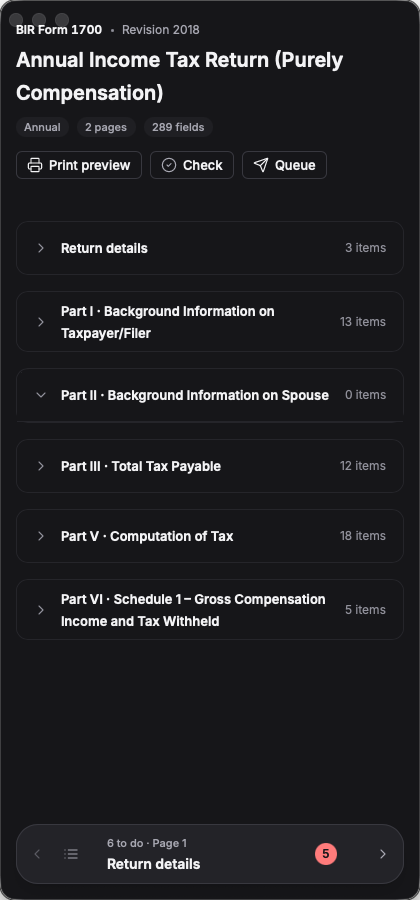 BIR Form 1700 • Revision 2018
Annual Income Tax Return (Purely
Compensation)
Annual 2 pages 289 fields
Print preview Check Queue
Return details 3 items
Part I · Background Information on
Taxpayer/Filer 13 items
Part II · Background Information on Spouse 0 items
Part III · Total Tax Payable 12 items
Part V · Computation of Tax 18 items
Part VI · Schedule 1 – Gross Compensation
Income and Tax Withheld 5 items
6 to do · Page 1
Return details 5